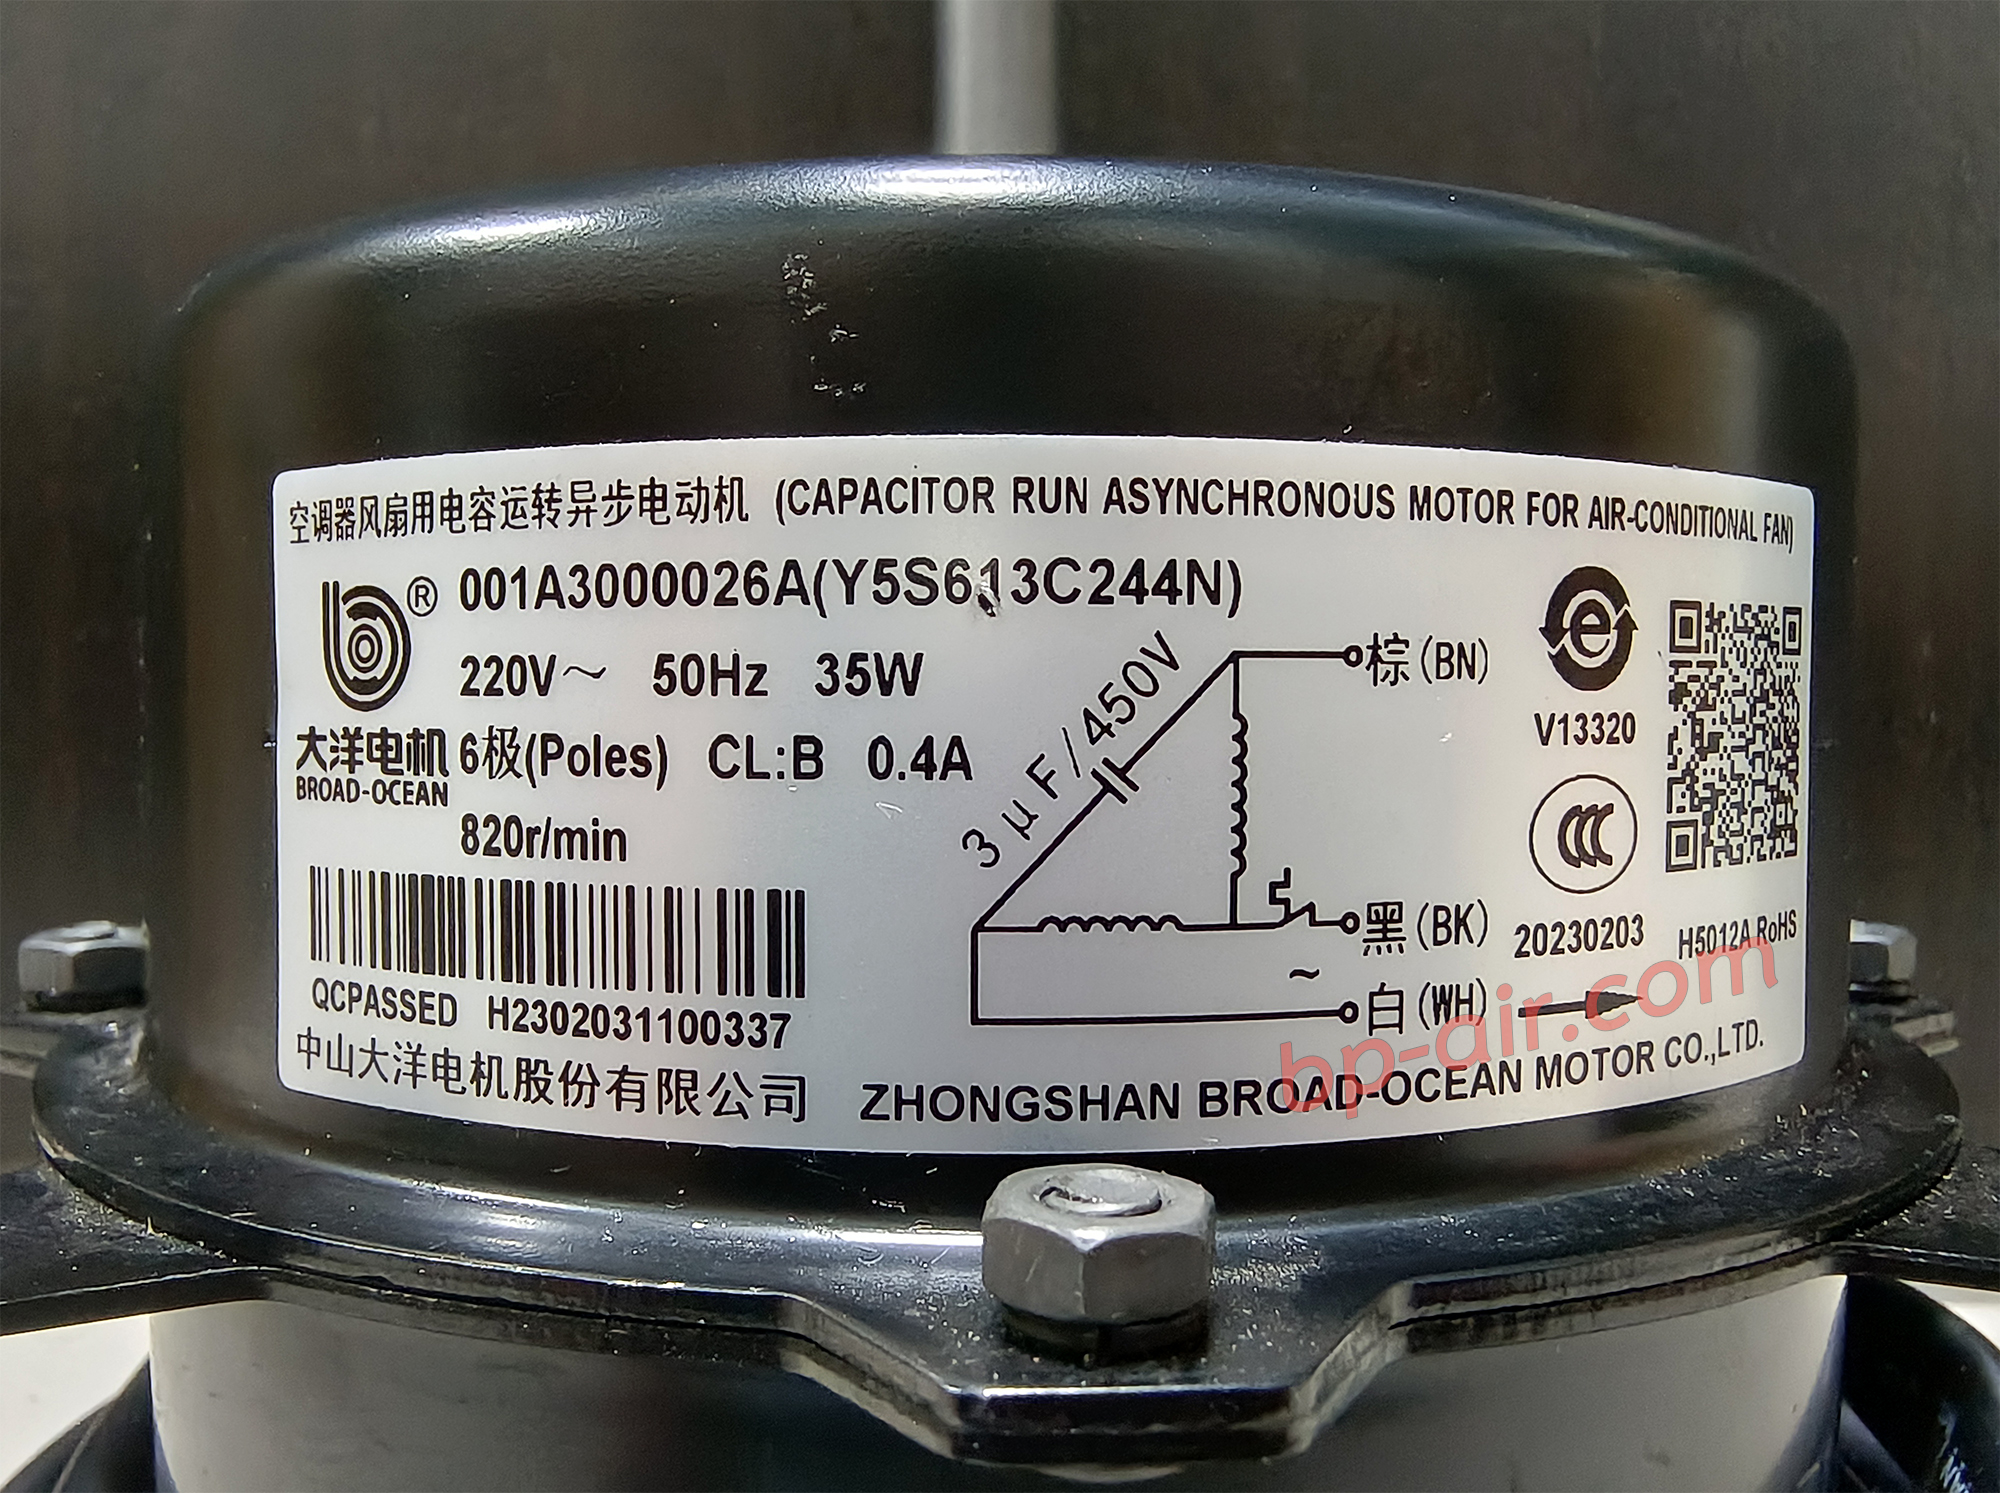 空调器风扇用电容运转异步电动机 (CAPACITOR RUN ASYNCHRONOUS MOTOR FOR AIR-CONDITIONAL FAN)
® 001A3000026A(Y5S613C244N)
220V～ 50Hz 35W
大洋电机
BROAD-OCEAN
6极(Poles) CL:B 0.4A
820r/min
3μF/450V
棕(BN)
黑(BK)
~
白(WH)
e
V13320
CCC
20230203
H5012A RoHS
QCPASSED H2302031100337
中山大洋电机股份有限公司 ZHONGSHAN BROAD-OCEAN MOTOR CO.,LTD.
bp-air.com